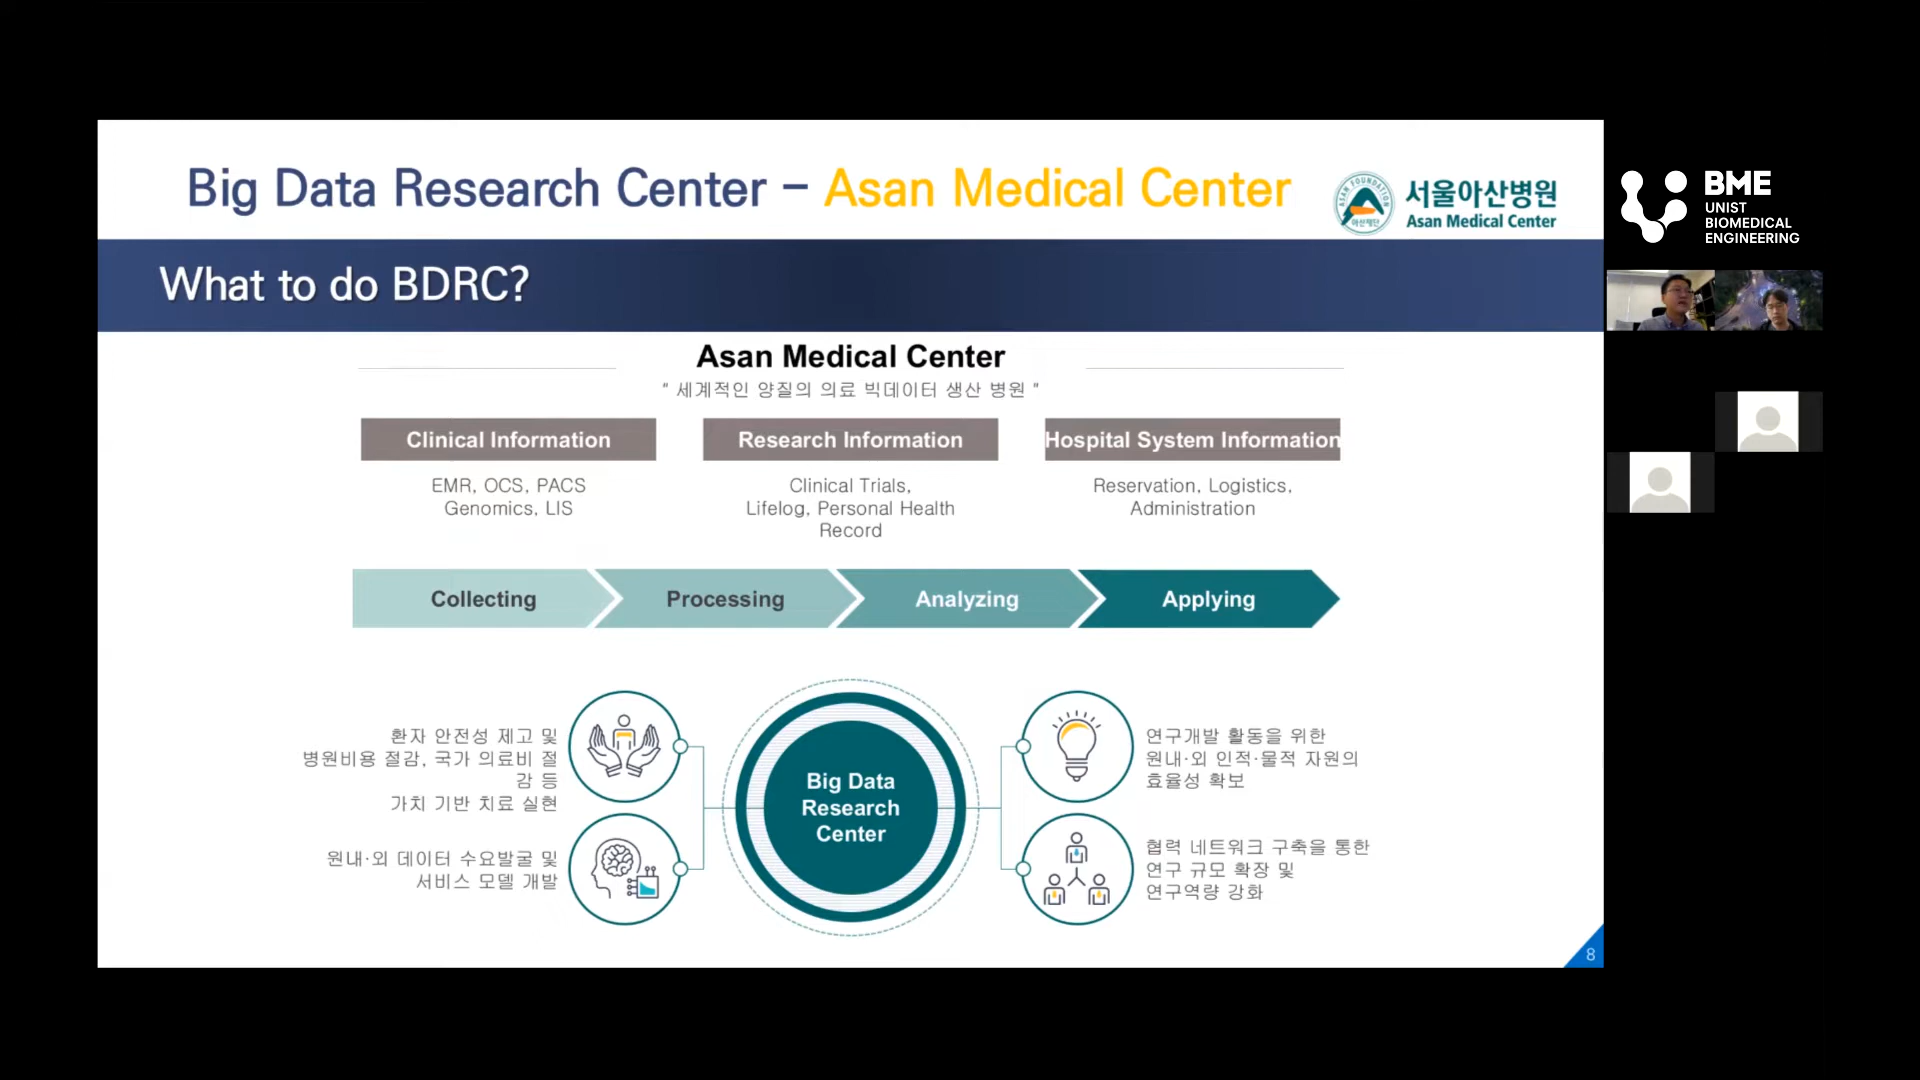 Big Data Research Center – Asan Medical Center
ASAN FOUNDATION
아산재단
서울아산병원
Asan Medical Center
BME
UNIST
BIOMEDICAL
ENGINEERING
What to do BDRC?
Asan Medical Center
“ 세계적인 양질의 의료 빅데이터 생산 병원 ”
Clinical Information
EMR, OCS, PACS
Genomics, LIS
Research Information
Clinical Trials,
Lifelog, Personal Health
Record
Hospital System Information
Reservation, Logistics,
Administration
Collecting
Processing
Analyzing
Applying
환자 안전성 제고 및
병원비용 절감, 국가 의료비 절
감 등
가치 기반 치료 실현
원내·외 데이터 수요발굴 및
서비스 모델 개발
Big Data
Research
Center
연구개발 활동을 위한
원내·외 인적·물적 자원의
효율성 확보
협력 네트워크 구축을 통한
연구 규모 확장 및
연구역량 강화
8